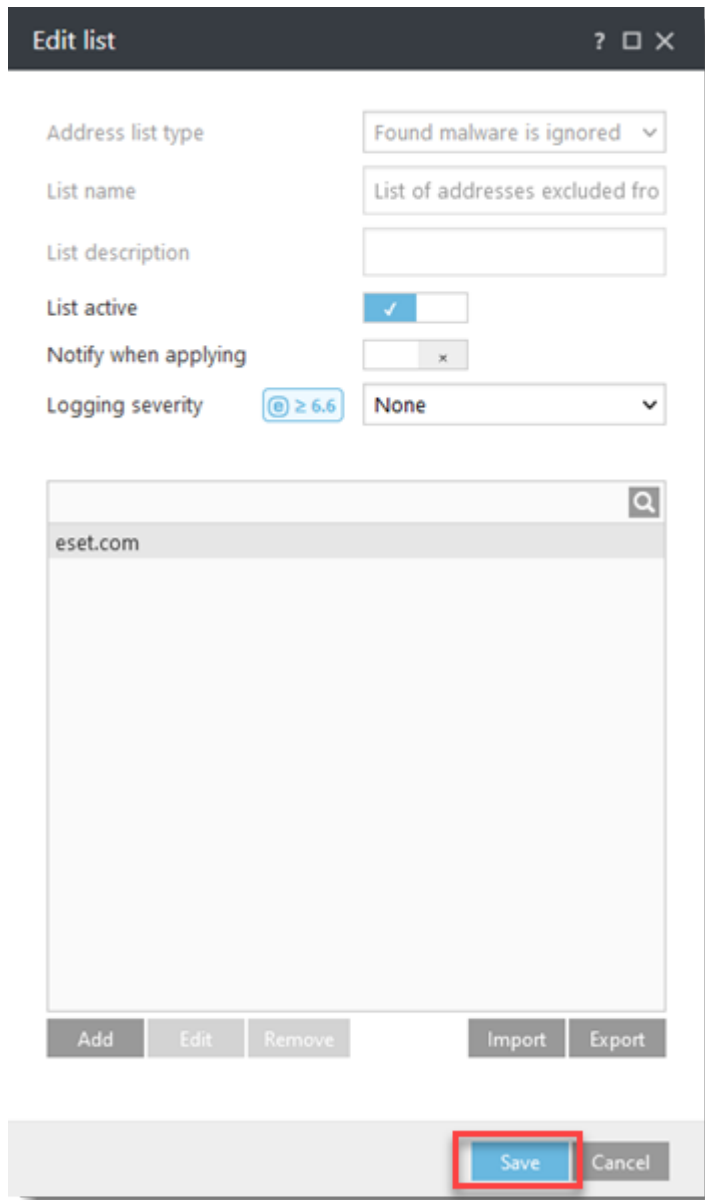 Edit list ?
Address list type Found malware is ignored
List name List of addresses excluded fro
List description
List active
Notify when applying
Logging severity e ≥ 6.6 None
eset.com
Add Edit Remove Import Export
Save Cancel